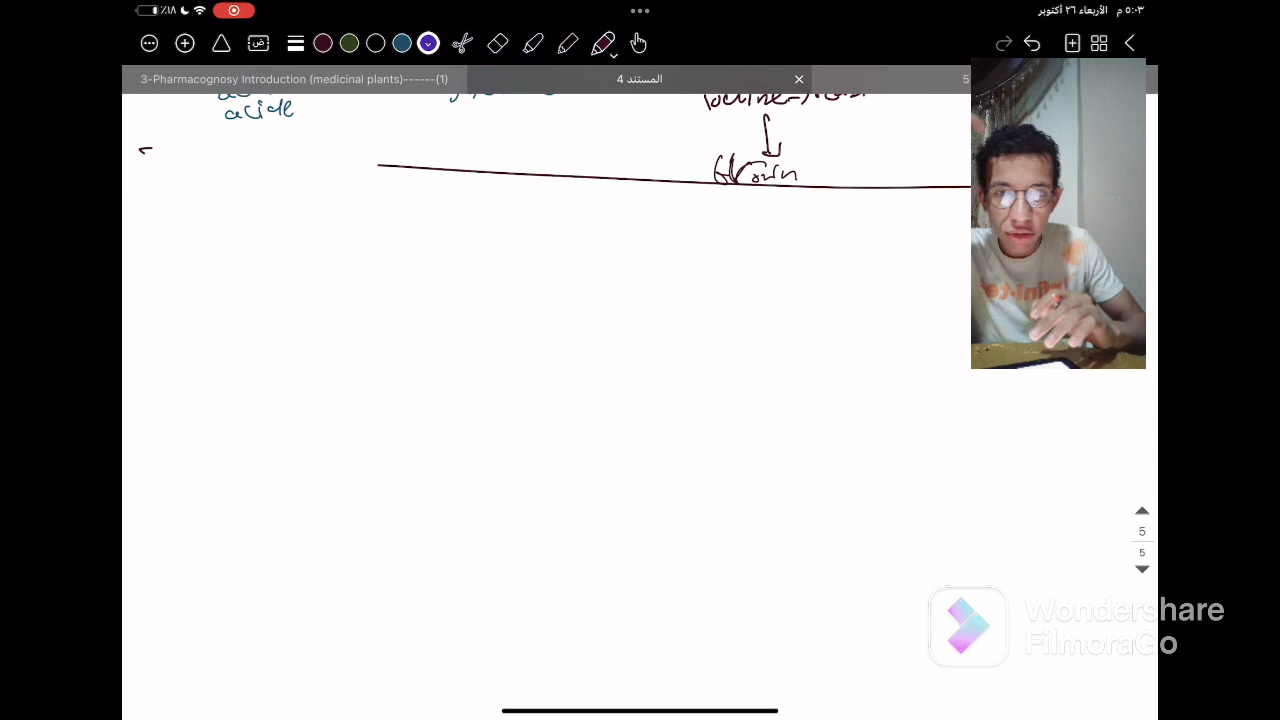 ٪١٨
٥:٠٣ م الأربعاء ٢٦ أكتوبر
3-Pharmacognosy Introduction (medicinal plants)------(1)
المستند 4
5
acide
brown
5
5
Wondershare
FilmoraGo